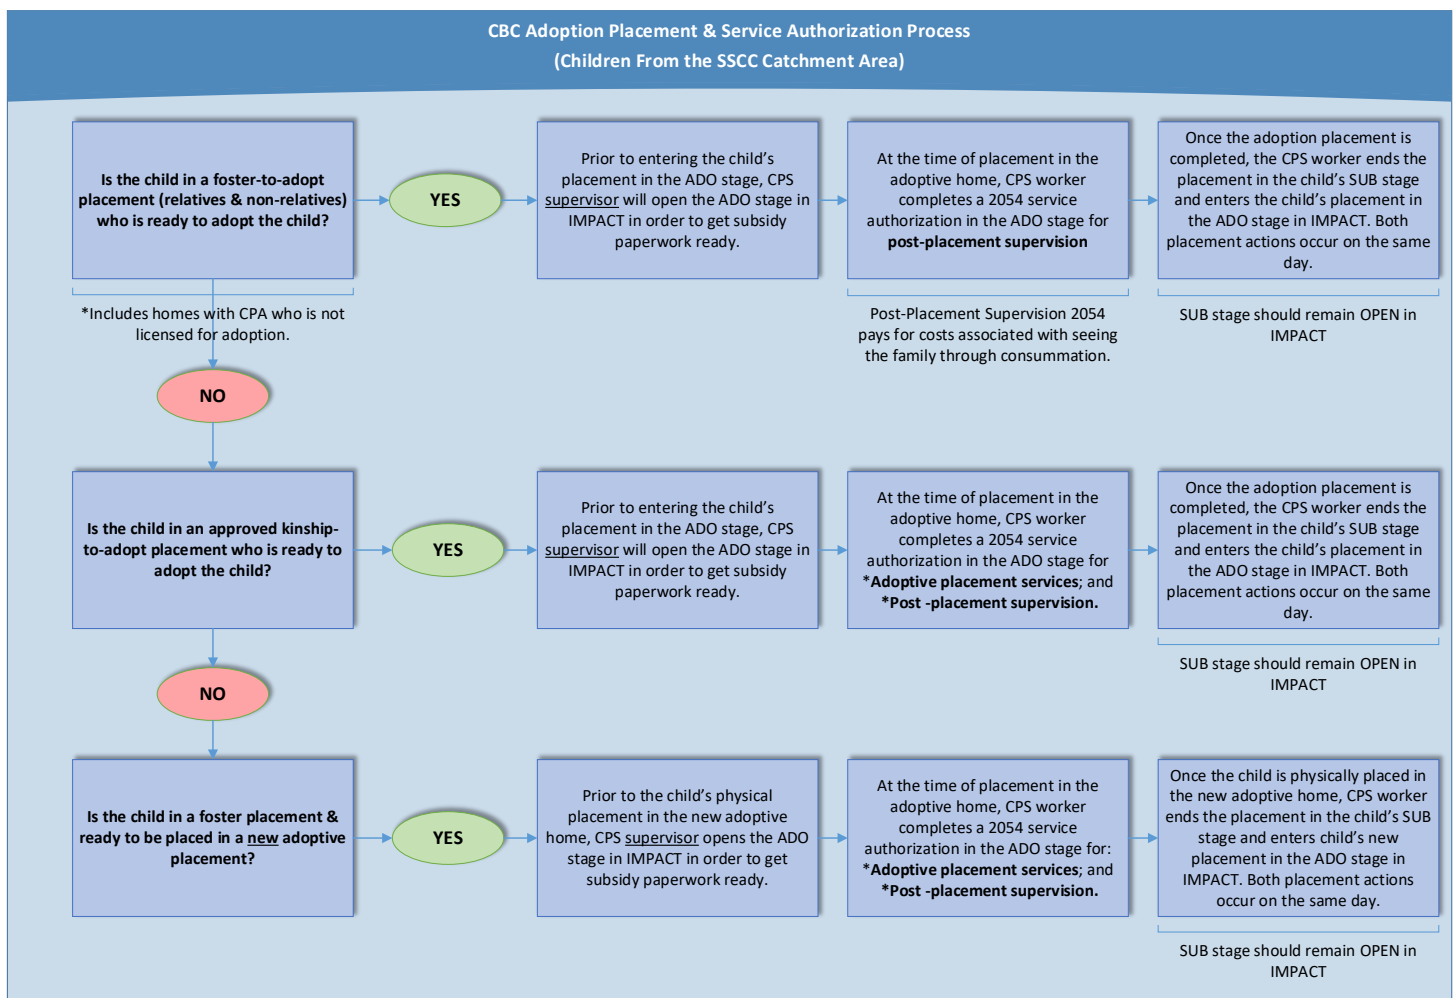 CBC Adoption Placement & Service Authorization Process
(Children From the SSCC Catchment Area)
Is the child in a foster-to-adopt
placement (relatives & non-relatives)
who is ready to adopt the child?
YES
Prior to entering the child’s
placement in the ADO stage, CPS
supervisor will open the ADO stage in
IMPACT in order to get subsidy
paperwork ready.
At the time of placement in the
adoptive home, CPS worker
completes a 2054 service
authorization in the ADO stage for
post-placement supervision
Once the adoption placement is
completed, the CPS worker ends the
placement in the child’s SUB stage
and enters the child’s placement in
the ADO stage in IMPACT. Both
placement actions occur on the same
day.
*Includes homes with CPA who is not
licensed for adoption.
Post-Placement Supervision 2054
pays for costs associated with seeing
the family through consummation.
SUB stage should remain OPEN in
IMPACT
NO
Is the child in an approved kinship-
to-adopt placement who is ready to
adopt the child?
YES
Prior to entering the child’s
placement in the ADO stage, CPS
supervisor will open the ADO stage in
IMPACT in order to get subsidy
paperwork ready.
At the time of placement in the
adoptive home, CPS worker
completes a 2054 service
authorization in the ADO stage for
*Adoptive placement services; and
*Post -placement supervision.
Once the adoption placement is
completed, the CPS worker ends the
placement in the child’s SUB stage
and enters the child’s placement in
the ADO stage in IMPACT. Both
placement actions occur on the same
day.
SUB stage should remain OPEN in
IMPACT
NO
Is the child in a foster placement &
ready to be placed in a new adoptive
placement?
YES
Prior to the child’s physical
placement in the new adoptive
home, CPS supervisor opens the ADO
stage in IMPACT in order to get
subsidy paperwork ready.
At the time of placement in the
adoptive home, CPS worker
completes a 2054 service
authorization in the ADO stage for:
*Adoptive placement services; and
*Post -placement supervision.
Once the child is physically placed in
the new adoptive home, CPS worker
ends the placement in the child’s SUB
stage and enters child’s new
placement in the ADO stage in
IMPACT. Both placement actions
occur on the same day.
SUB stage should remain OPEN in
IMPACT